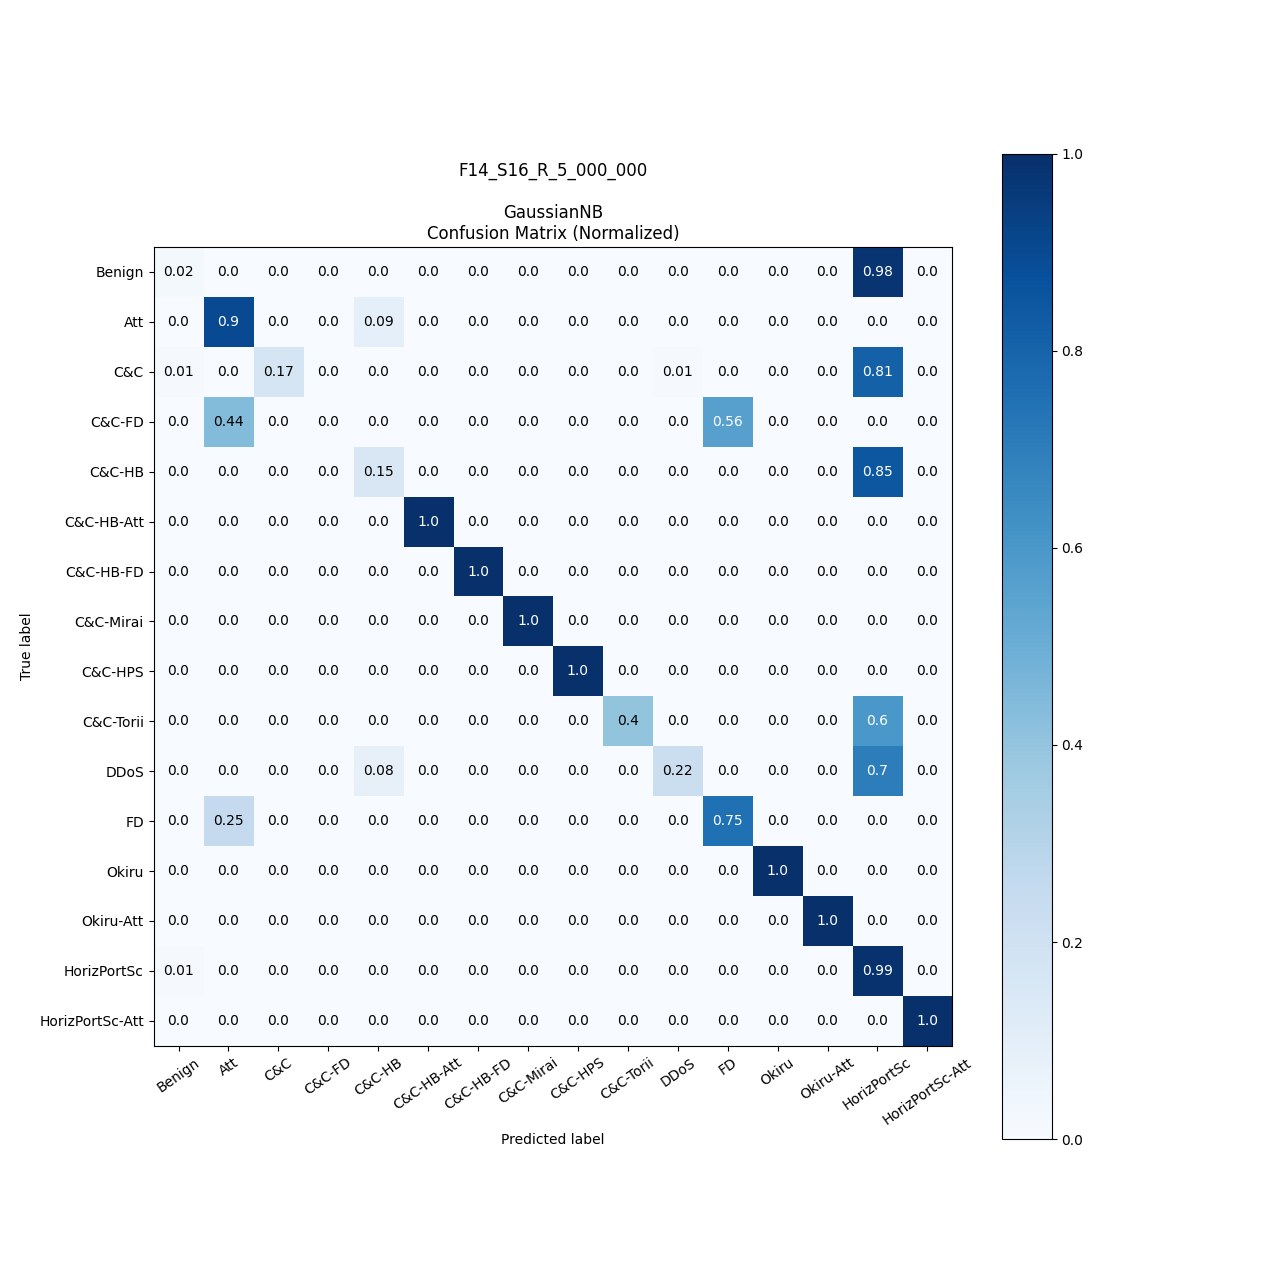 F14_S16_R_5_000_000
GaussianNB
Confusion Matrix (Normalized)
Benign 0.02 0.0 0.0 0.0 0.0 0.0 0.0 0.0 0.0 0.0 0.0 0.0 0.0 0.0 0.98 0.0
Att 0.0 0.9 0.0 0.0 0.09 0.0 0.0 0.0 0.0 0.0 0.0 0.0 0.0 0.0 0.0 0.0
C&C 0.01 0.0 0.17 0.0 0.0 0.0 0.0 0.0 0.0 0.0 0.01 0.0 0.0 0.0 0.81 0.0
C&C-FD 0.0 0.44 0.0 0.0 0.0 0.0 0.0 0.0 0.0 0.0 0.0 0.56 0.0 0.0 0.0 0.0
C&C-HB 0.0 0.0 0.0 0.0 0.15 0.0 0.0 0.0 0.0 0.0 0.0 0.0 0.0 0.0 0.85 0.0
C&C-HB-Att 0.0 0.0 0.0 0.0 0.0 1.0 0.0 0.0 0.0 0.0 0.0 0.0 0.0 0.0 0.0 0.0
C&C-HB-FD 0.0 0.0 0.0 0.0 0.0 0.0 1.0 0.0 0.0 0.0 0.0 0.0 0.0 0.0 0.0 0.0
C&C-Mirai 0.0 0.0 0.0 0.0 0.0 0.0 0.0 1.0 0.0 0.0 0.0 0.0 0.0 0.0 0.0 0.0
C&C-HPS 0.0 0.0 0.0 0.0 0.0 0.0 0.0 0.0 1.0 0.0 0.0 0.0 0.0 0.0 0.0 0.0
C&C-Torii 0.0 0.0 0.0 0.0 0.0 0.0 0.0 0.0 0.0 0.4 0.0 0.0 0.0 0.0 0.6 0.0
DDoS 0.0 0.0 0.0 0.0 0.08 0.0 0.0 0.0 0.0 0.0 0.22 0.0 0.0 0.0 0.7 0.0
FD 0.0 0.25 0.0 0.0 0.0 0.0 0.0 0.0 0.0 0.0 0.0 0.75 0.0 0.0 0.0 0.0
Okiru 0.0 0.0 0.0 0.0 0.0 0.0 0.0 0.0 0.0 0.0 0.0 0.0 1.0 0.0 0.0 0.0
Okiru-Att 0.0 0.0 0.0 0.0 0.0 0.0 0.0 0.0 0.0 0.0 0.0 0.0 0.0 1.0 0.0 0.0
HorizPortSc 0.01 0.0 0.0 0.0 0.0 0.0 0.0 0.0 0.0 0.0 0.0 0.0 0.0 0.0 0.99 0.0
HorizPortSc-Att 0.0 0.0 0.0 0.0 0.0 0.0 0.0 0.0 0.0 0.0 0.0 0.0 0.0 0.0 0.0 1.0
True label
Benign Att C&C C&C-FD C&C-HB C&C-HB-Att C&C-HB-FD C&C-Mirai C&C-HPS C&C-Torii DDoS FD Okiru Okiru-Att HorizPortSc HorizPortSc-Att
Predicted label
1.0
0.8
0.6
0.4
0.2
0.0